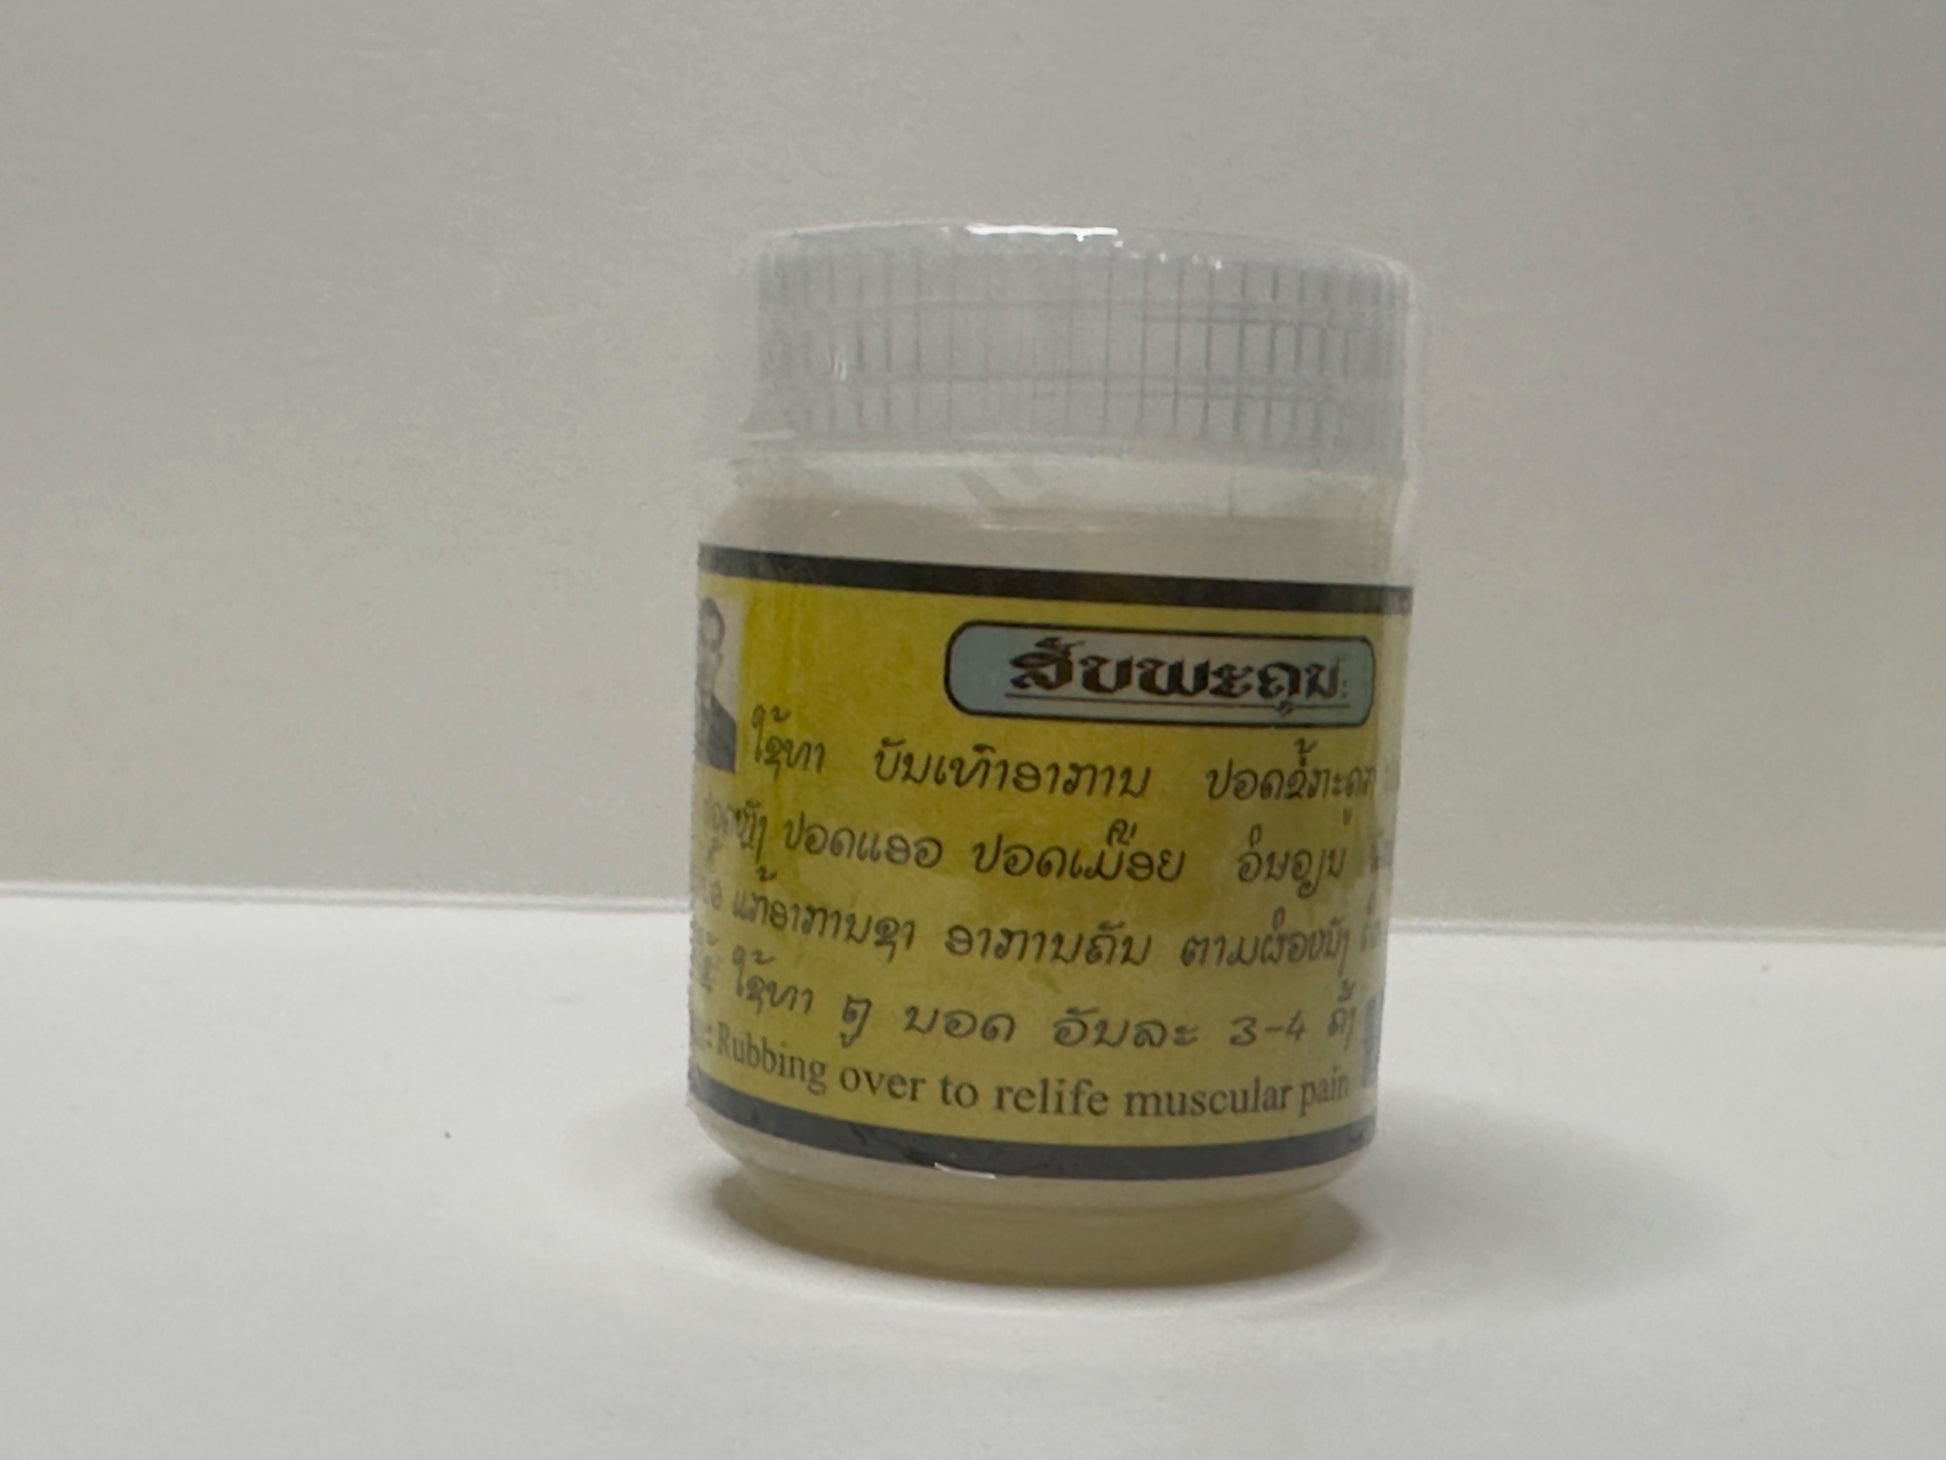 ສັບພະຄຸນ:
ໃຊ້ທາ ບັນເທົາອາການ ປວດຂໍ້ກະດູກ
ປວດແອວ ປວດເມື່ອຍ
ແກ້ອາການຊາ ອາການຄັນ ຕາມຜິວໜັງ
ໃຊ້ທາ ຖູ ນວດ ວັນລະ 3-4 ຄັ້ງ
Rubbing over to relife muscular pain